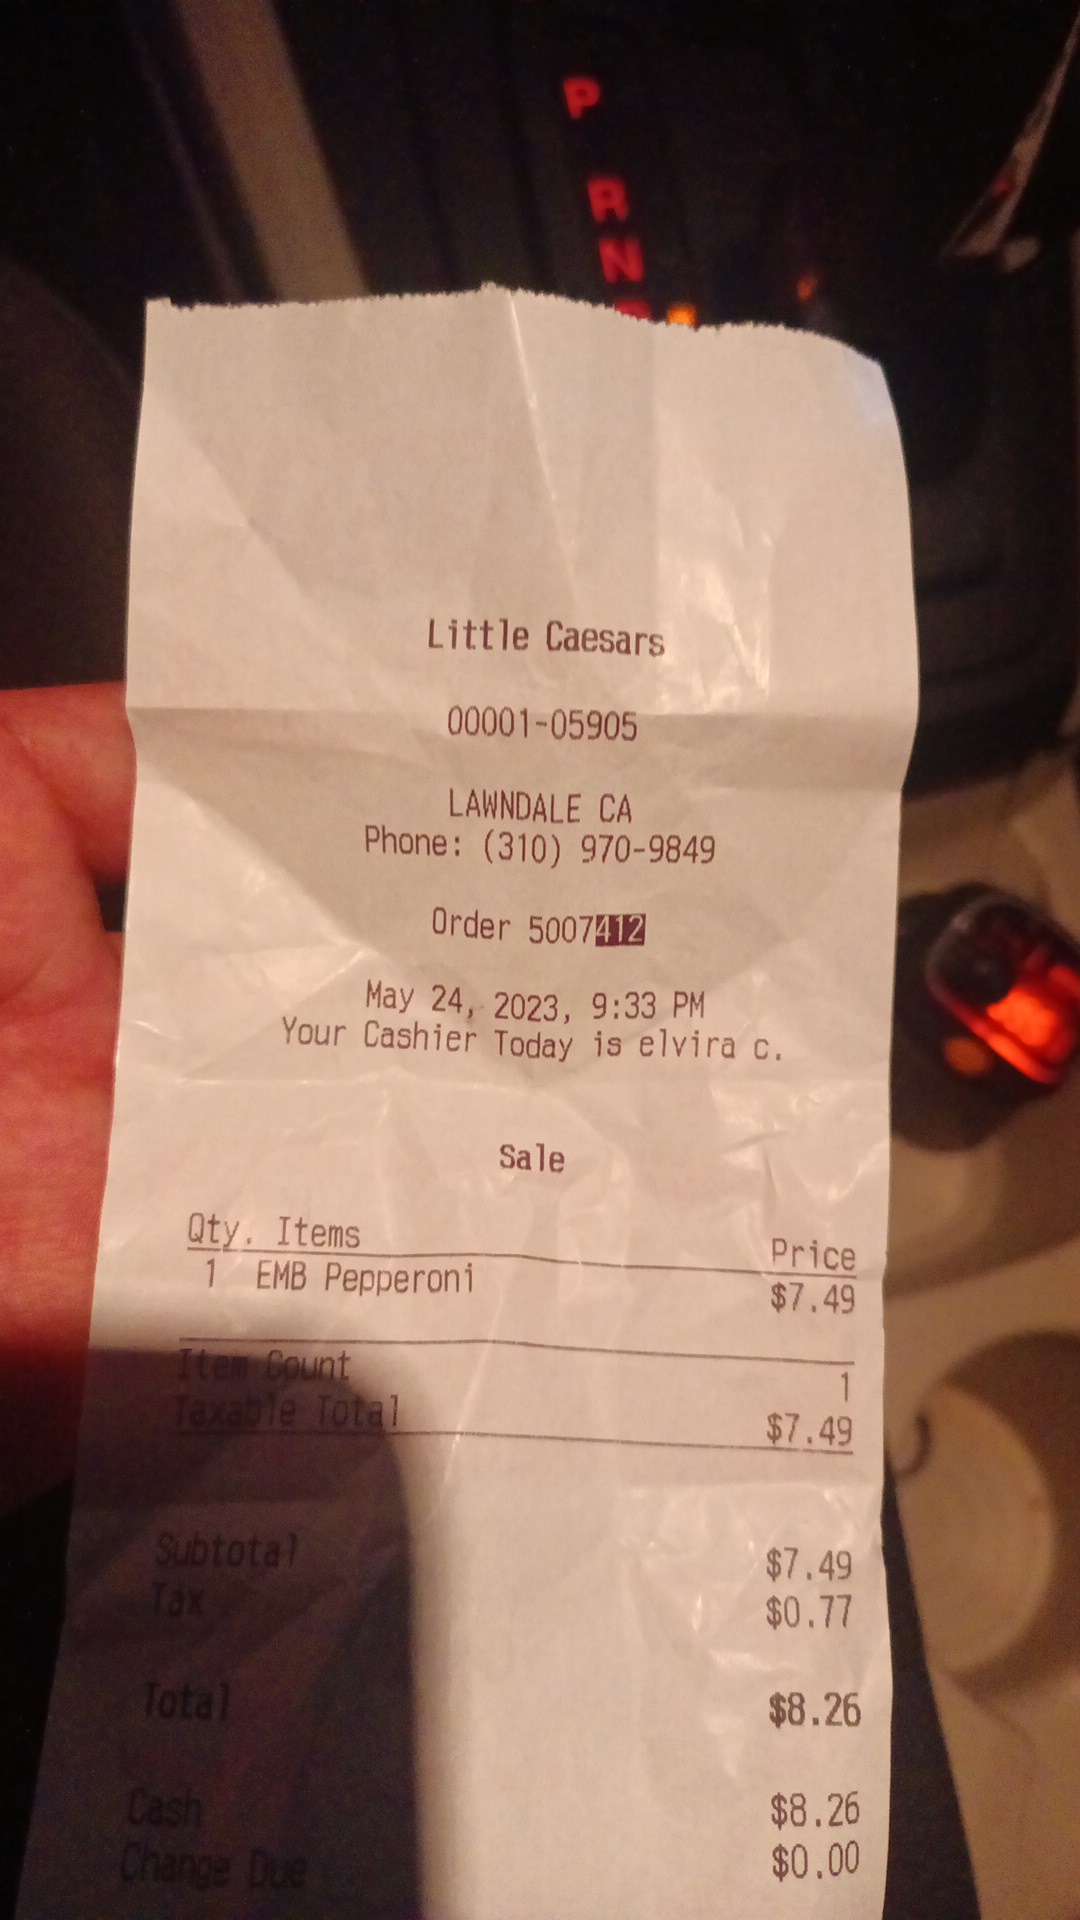 P
R
N
Little Caesars
00001-05905
LAWNDALE CA
Phone: (310) 970-9849
Order 5007412
May 24, 2023, 9:33 PM
Your Cashier Today is elvira c.
Sale
Qty. Items Price
1 EMB Pepperoni $7.49
Item Count 1
Taxable Total $7.49
Subtotal $7.49
Tax $0.77
Total $8.26
Cash $8.26
Change Due $0.00